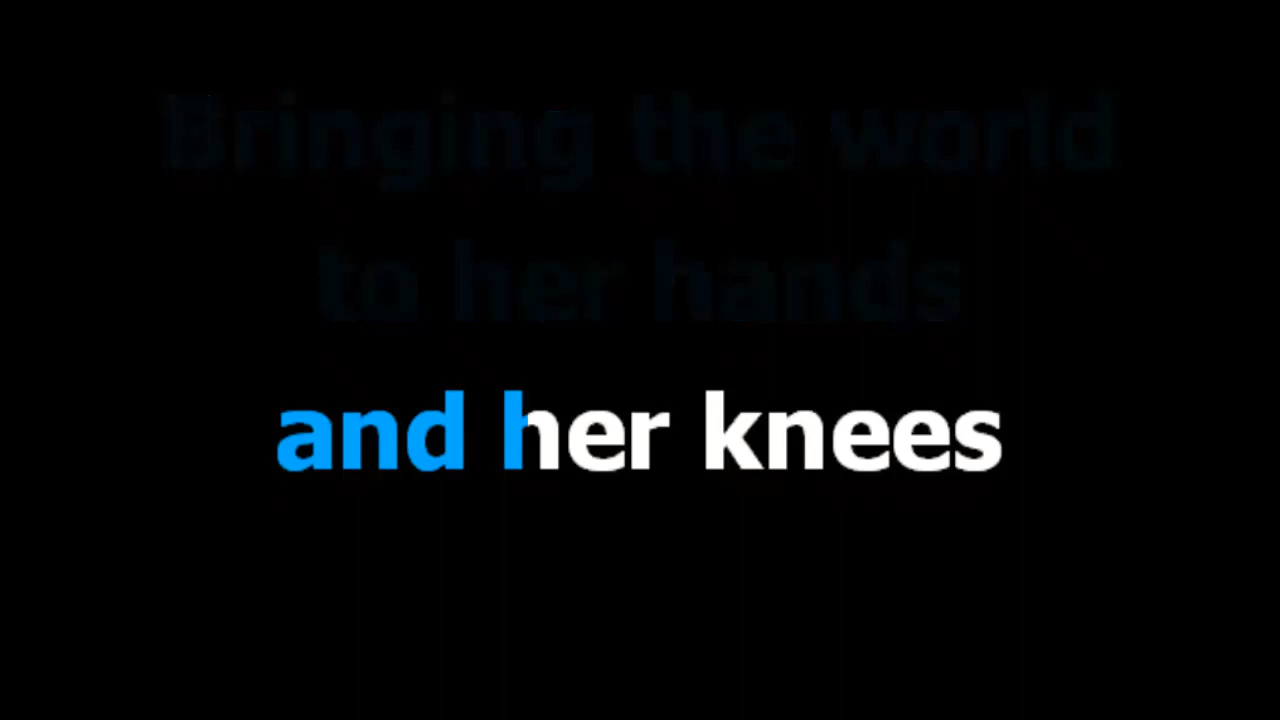 Bringing the world
to her hands
and her knees